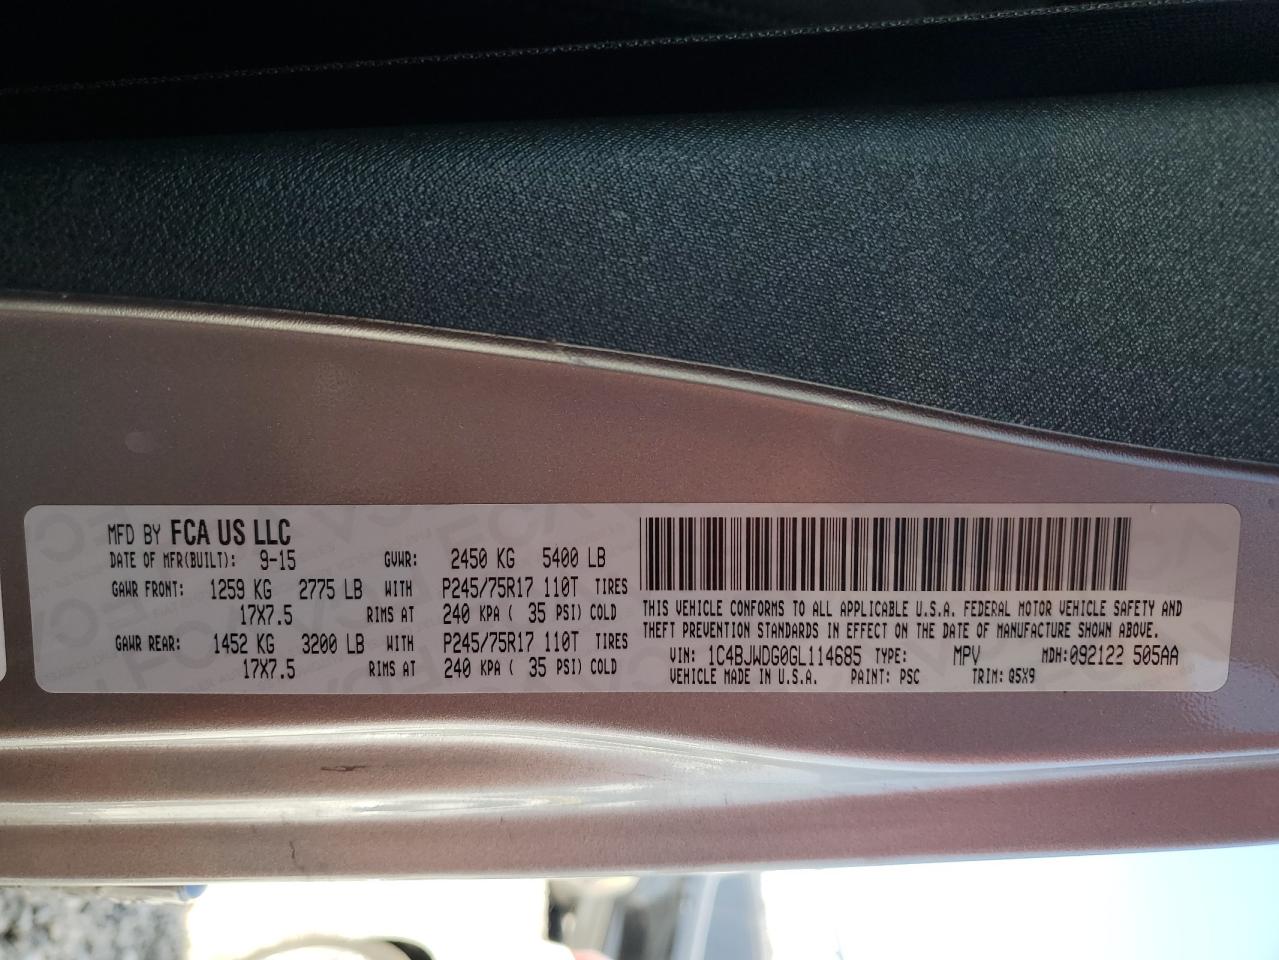 MFD BY FCA US LLC
DATE OF MFR(BUILT): 9-15 GVWR: 2450 KG 5400 LB
GAWR FRONT: 1259 KG 2775 LB WITH P245/75R17 110T TIRES
17X7.5 RIMS AT 240 KPA ( 35 PSI) COLD
GAWR REAR: 1452 KG 3200 LB WITH P245/75R17 110T TIRES
17X7.5 RIMS AT 240 KPA ( 35 PSI) COLD
THIS VEHICLE CONFORMS TO ALL APPLICABLE U.S.A. FEDERAL MOTOR VEHICLE SAFETY AND
THEFT PREVENTION STANDARDS IN EFFECT ON THE DATE OF MANUFACTURE SHOWN ABOVE.
VIN: 1C4BJWDG0GL114685 TYPE: MPV MDH:092122 505AA
VEHICLE MADE IN U.S.A. PAINT: PSC TRIM: Q5X9